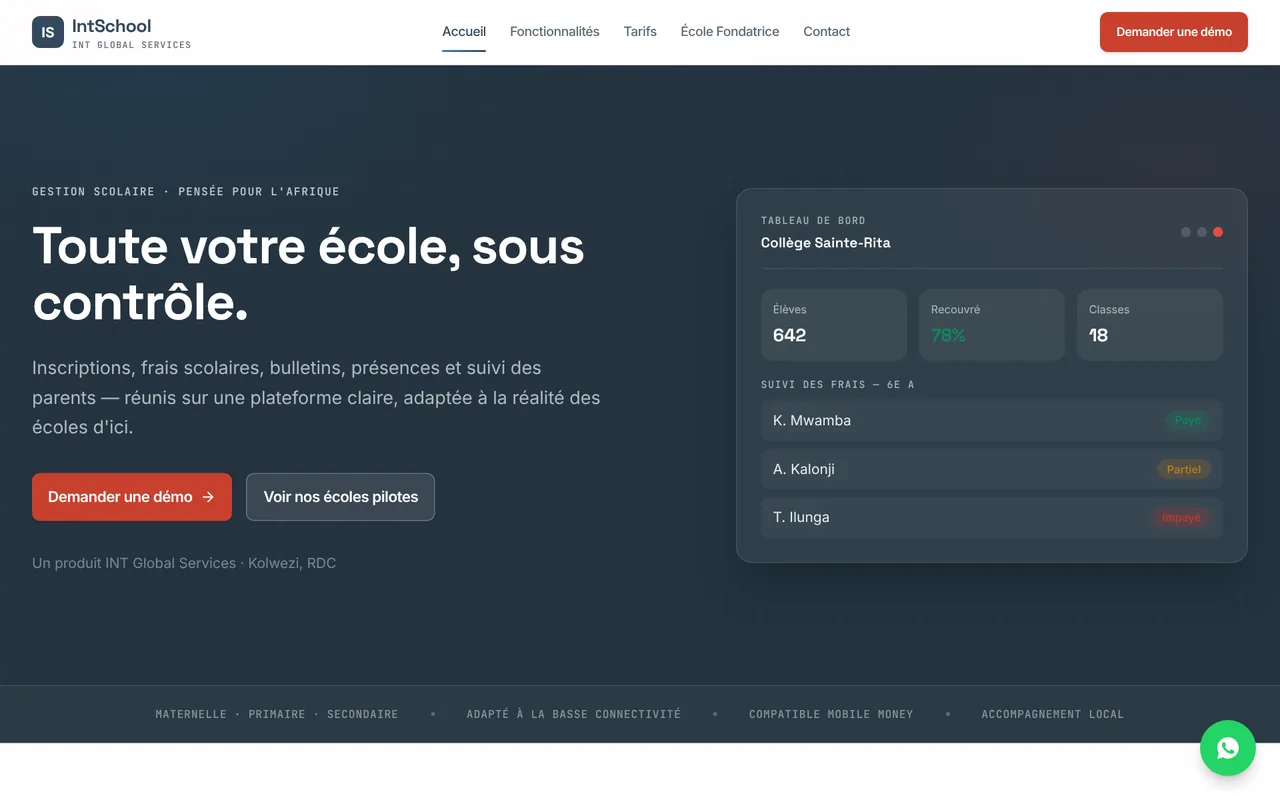 IS
IntSchool
INT GLOBAL SERVICES
Accueil
Fonctionnalités
Tarifs
École Fondatrice
Contact
Demander une démo
GESTION SCOLAIRE · PENSÉE POUR L'AFRIQUE
Toute votre école, sous
contrôle.
Inscriptions, frais scolaires, bulletins, présences et suivi des
parents — réunis sur une plateforme claire, adaptée à la réalité des
écoles d'ici.
Demander une démo →
Voir nos écoles pilotes
Un produit INT Global Services · Kolwezi, RDC
TABLEAU DE BORD
Collège Sainte-Rita
Élèves
642
Recouvré
78%
Classes
18
SUIVI DES FRAIS — 6E A
K. Mwamba
Payé
A. Kalonji
Partiel
T. Ilunga
Impayé
MATERNELLE · PRIMAIRE · SECONDAIRE
ADAPTÉ À LA BASSE CONNECTIVITÉ
COMPATIBLE MOBILE MONEY
ACCOMPAGNEMENT LOCAL